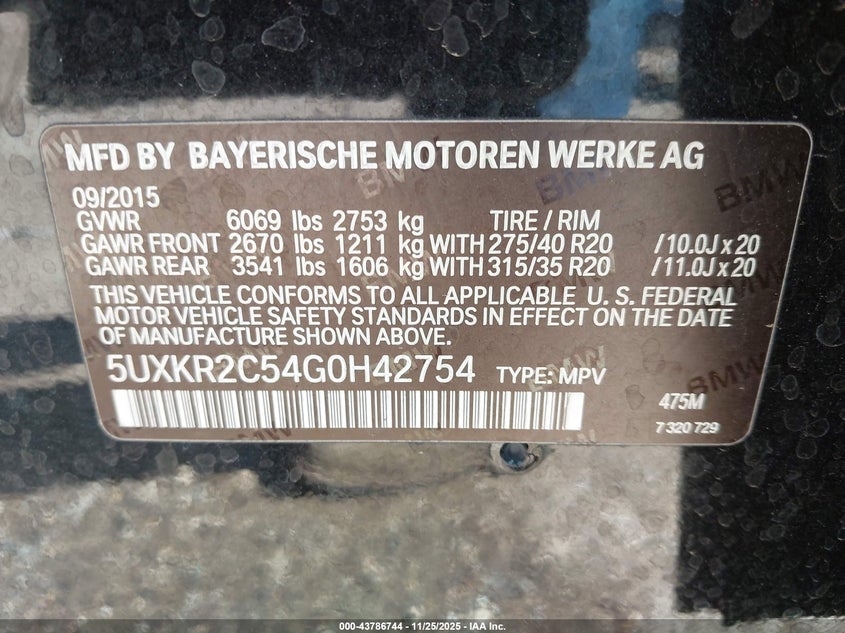 MFD BY BAYERISCHE MOTOREN WERKE AG
09/2015
GVWR 6069 lbs 2753 kg TIRE / RIM
GAWR FRONT 2670 lbs 1211 kg WITH 275/40 R20 /10.0J x 20
GAWR REAR 3541 lbs 1606 kg WITH 315/35 R20 /11.0J x 20
THIS VEHICLE CONFORMS TO ALL APPLICABLE U. S. FEDERAL
MOTOR VEHICLE SAFETY STANDARDS IN EFFECT ON THE DATE
OF MANUFACTURE SHOWN ABOVE.
5UXKR2C54G0H42754 TYPE: MPV
475M
7 320 729
000-43786744 - 11/25/2025 - IAA Inc.